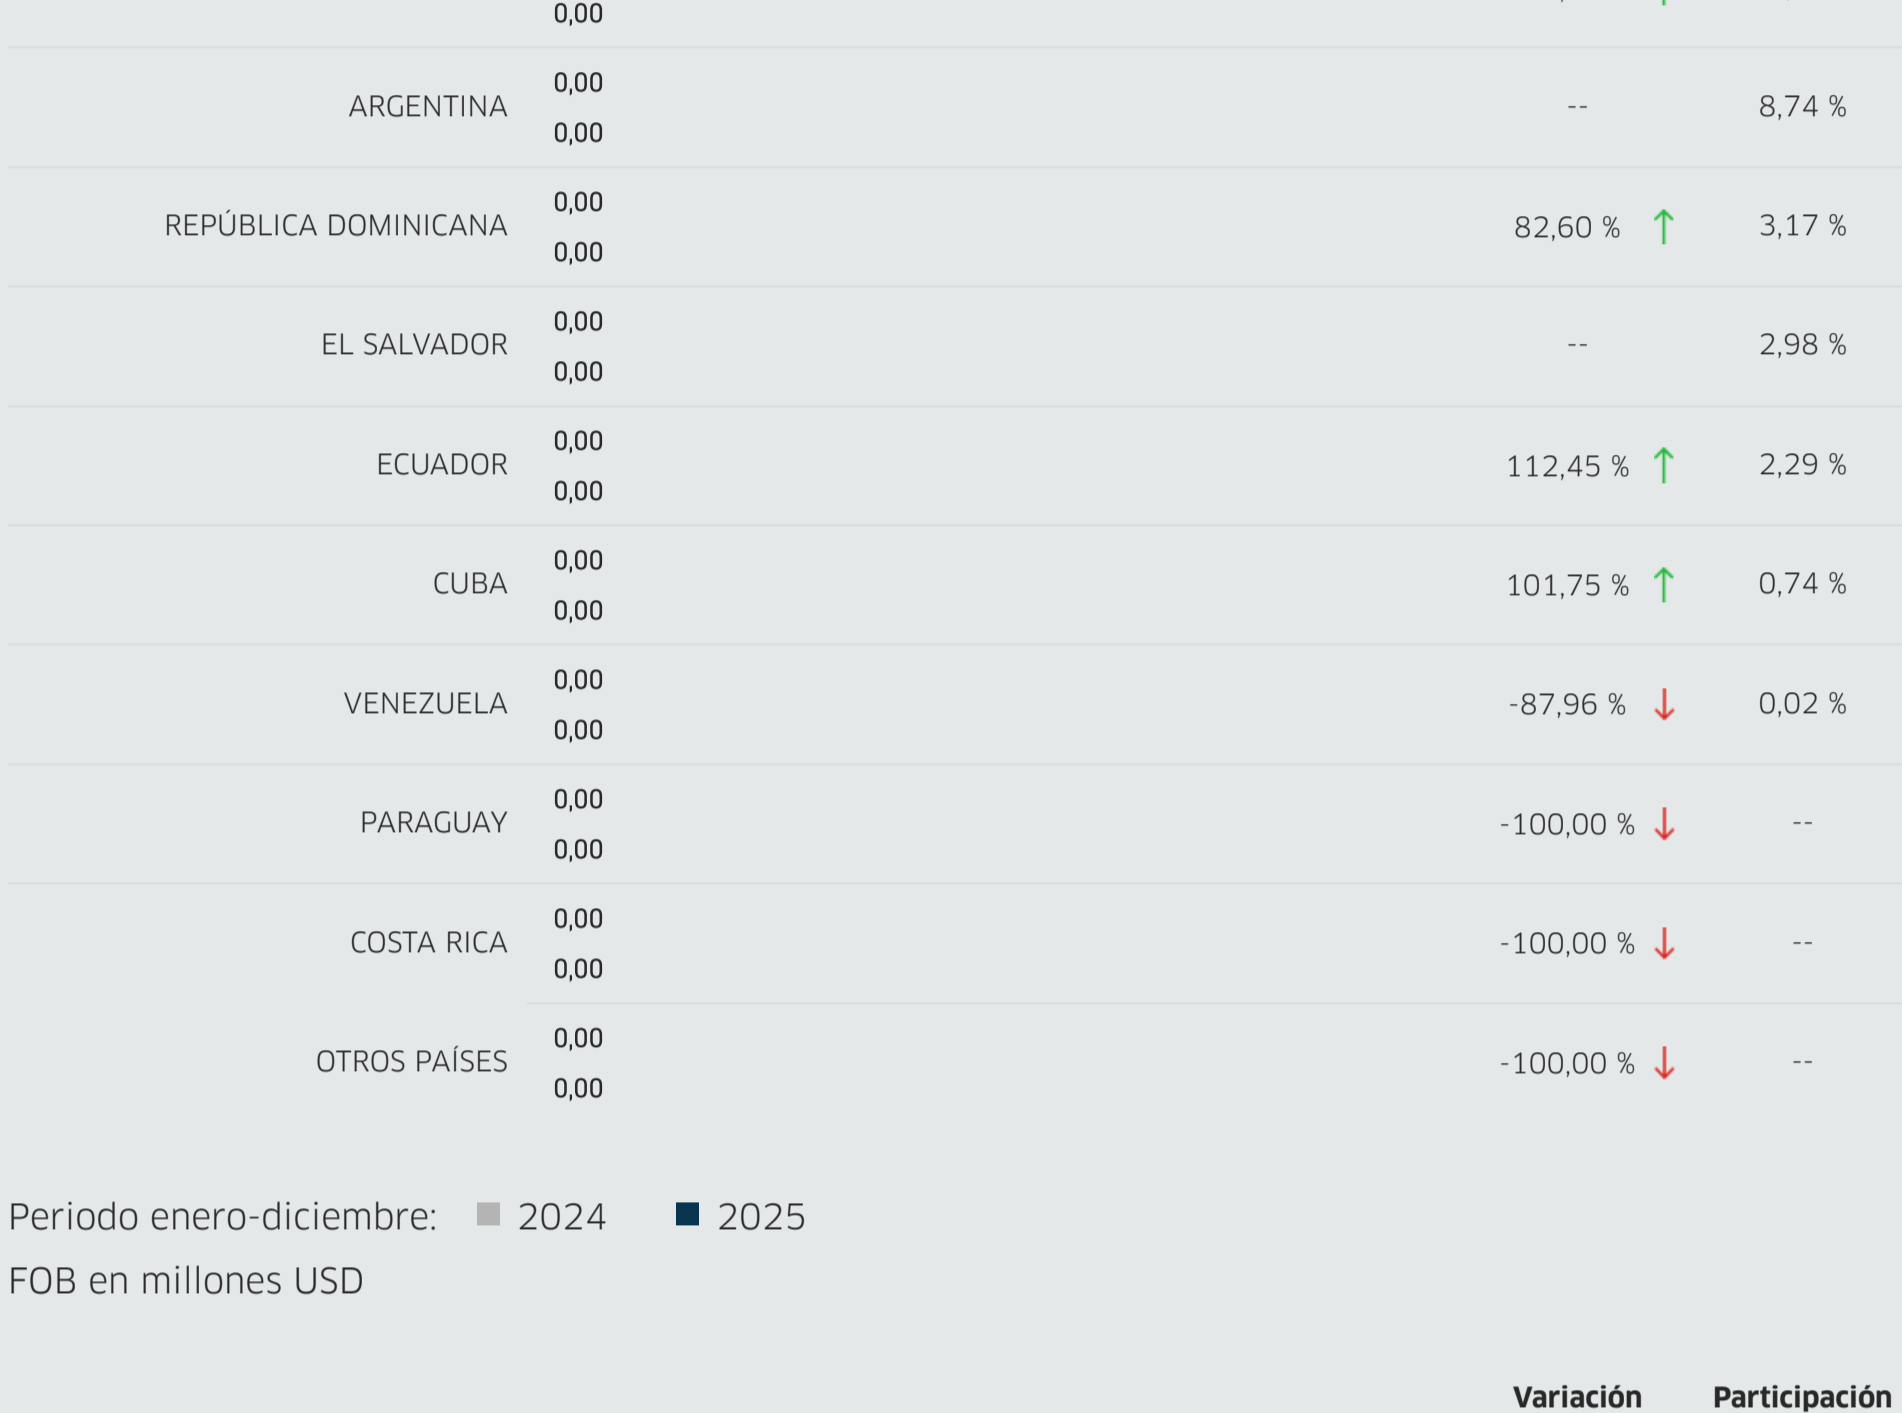 0,00
0,00
ARGENTINA -- 8,74 %
0,00
0,00
REPÚBLICA DOMINICANA 82,60 % ↑ 3,17 %
0,00
0,00
EL SALVADOR -- 2,98 %
0,00
0,00
ECUADOR 112,45 % ↑ 2,29 %
0,00
0,00
CUBA 101,75 % ↑ 0,74 %
0,00
0,00
VENEZUELA -87,96 % ↓ 0,02 %
0,00
0,00
PARAGUAY -100,00 % ↓ --
0,00
0,00
COSTA RICA -100,00 % ↓ --
0,00
0,00
OTROS PAÍSES -100,00 % ↓ --
0,00
Periodo enero-diciembre: 2024 2025
FOB en millones USD
Variación Participación